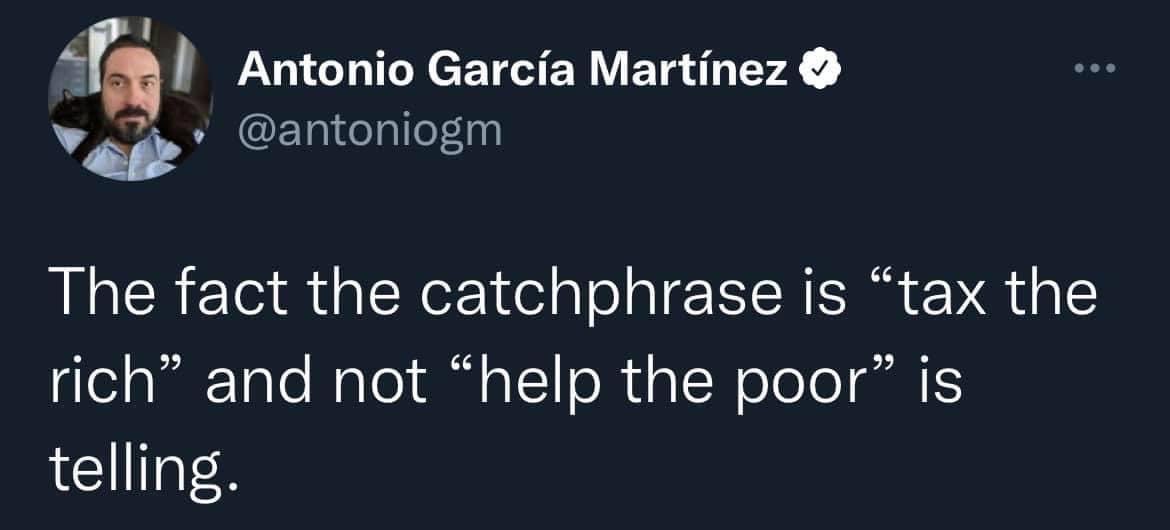 Antonio García Martínez
@antoniogm
The fact the catchphrase is “tax the
rich” and not “help the poor” is
telling.